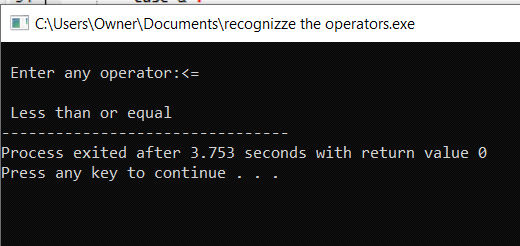 C:\Users\Owner\Documents\recognizze the operators.exe
Enter any operator:<=
Less than or equal
--------------------------------
Process exited after 3.753 seconds with return value 0
Press any key to continue . . .